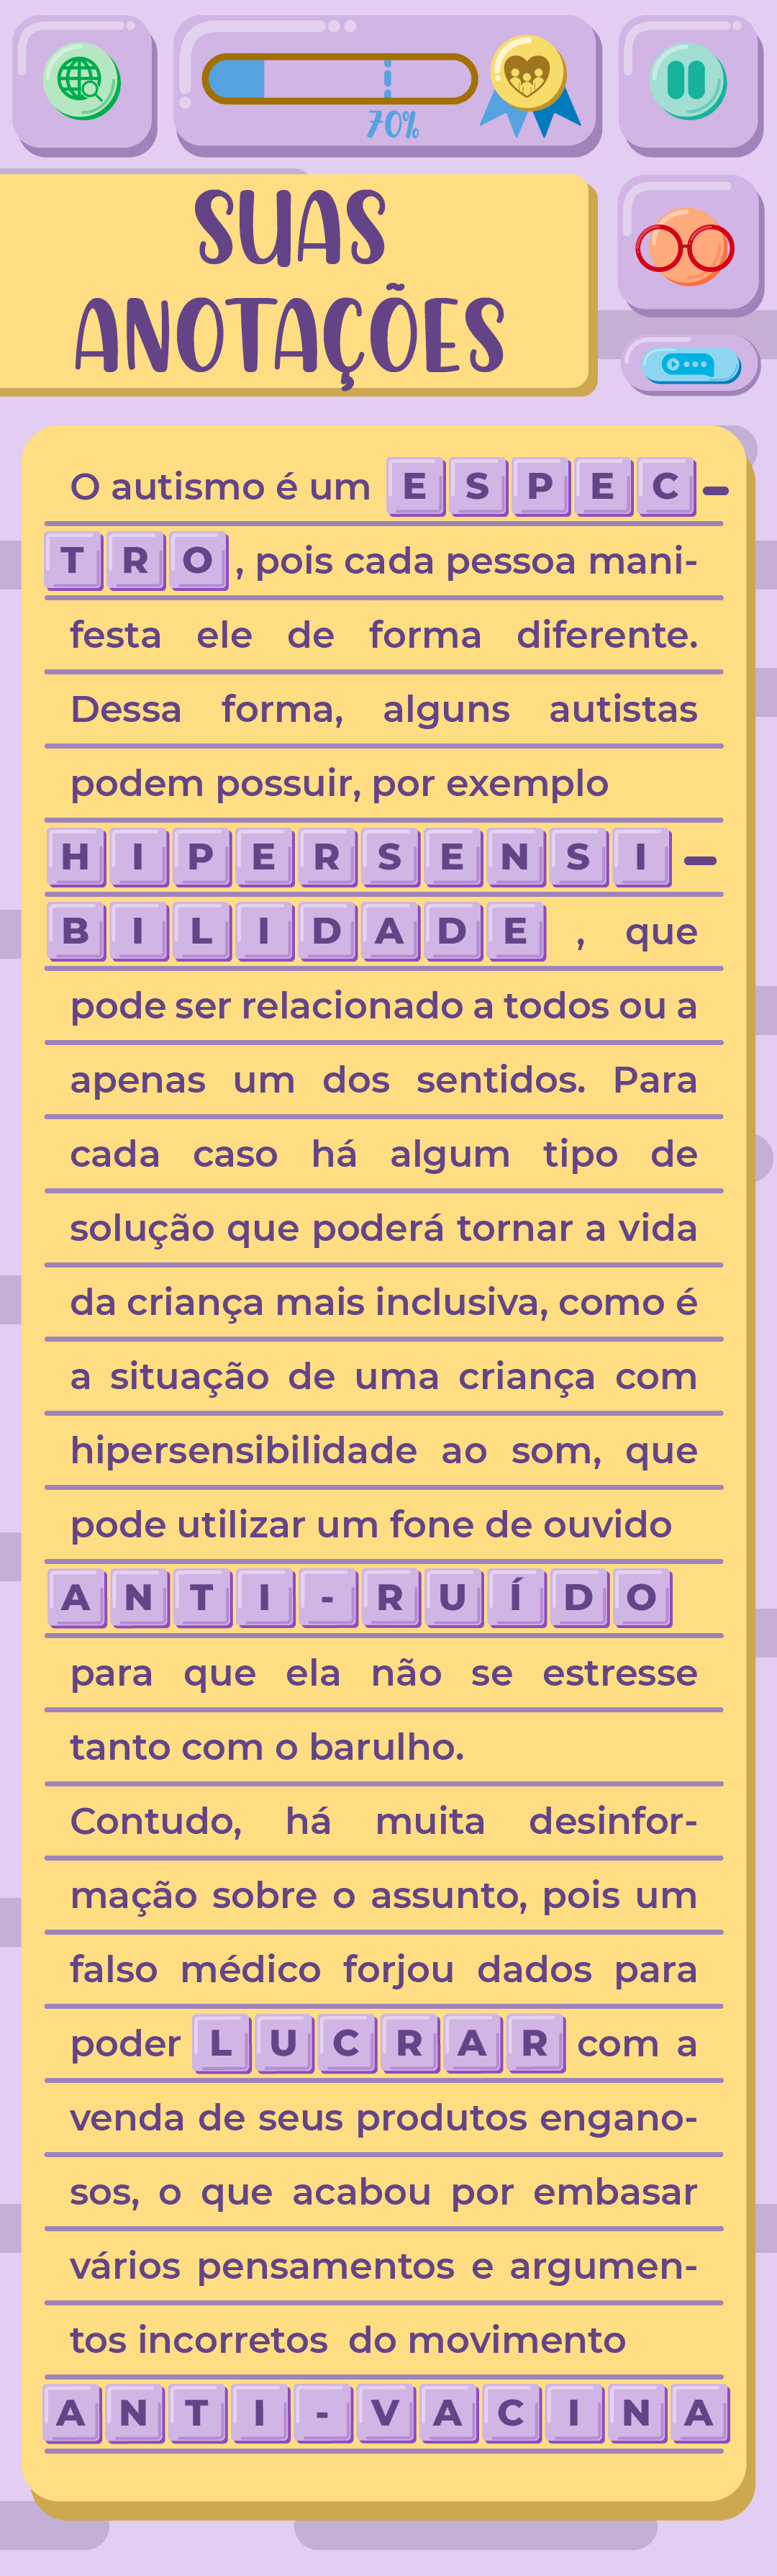 70%
SUAS
ANOTAÇÕES
O autismo é um ESPEC-
TRO, pois cada pessoa mani-
festa ele de forma diferente.
Dessa forma, alguns autistas
podem possuir, por exemplo
HIPERSENSI-
BILIDADE , que
pode ser relacionado a todos ou a
apenas um dos sentidos. Para
cada caso há algum tipo de
solução que poderá tornar a vida
da criança mais inclusiva, como é
a situação de uma criança com
hipersensibilidade ao som, que
pode utilizar um fone de ouvido
ANTI-RUÍDO
para que ela não se estresse
tanto com o barulho.
Contudo, há muita desinfor-
mação sobre o assunto, pois um
falso médico forjou dados para
poder LUCRAR com a
venda de seus produtos engano-
sos, o que acabou por embasar
vários pensamentos e argumen-
tos incorretos do movimento
ANTI-VACINA